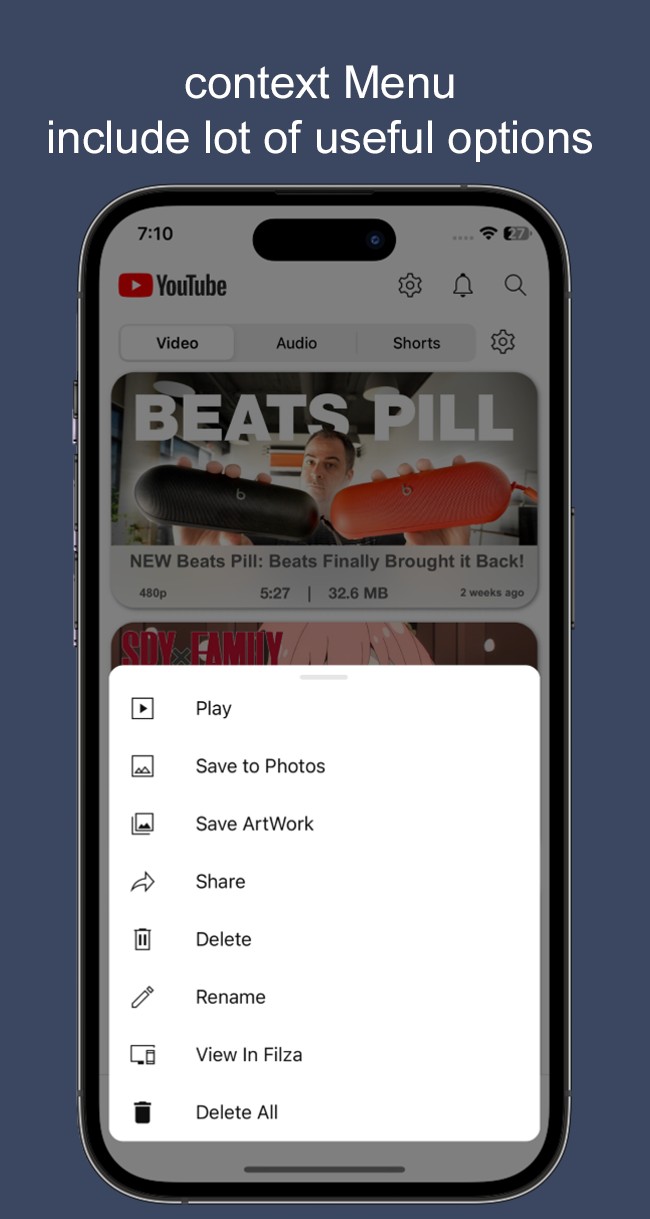 context Menu
include lot of useful options
7:10
27
YouTube
Video
Audio
Shorts
BEATS PILL
NEW Beats Pill: Beats Finally Brought it Back!
480p
5:27 | 32.6 MB
2 weeks ago
SPY×FAMILY
Play
Save to Photos
Save ArtWork
Share
Delete
Rename
View In Filza
Delete All